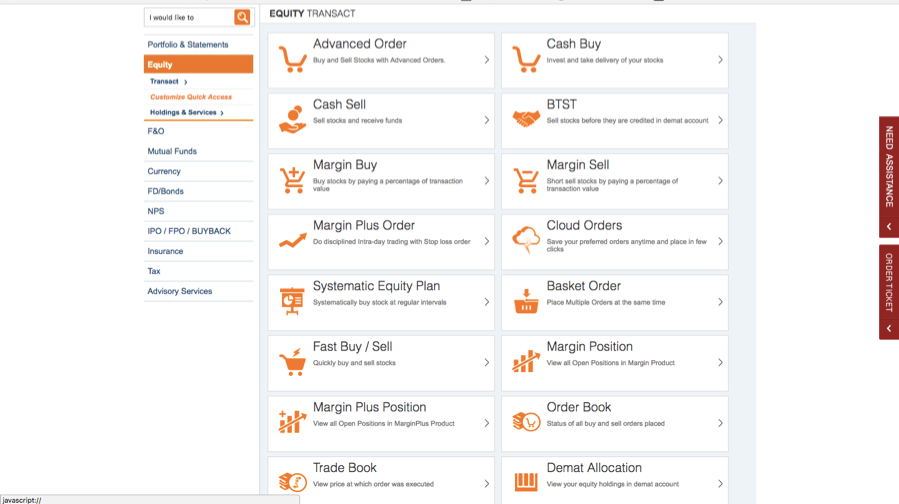 I would like to
Portfolio & Statements
Equity
Transact
Customize Quick Access
Holdings & Services
F&O
Mutual Funds
Currency
FD/Bonds
NPS
IPO / FPO / BUYBACK
Insurance
Tax
Advisory Services
EQUITY TRANSACT
Advanced Order
Buy and Sell Stocks with Advanced Orders.
Cash Buy
Invest and take delivery of your stocks
Cash Sell
Sell stocks and receive funds
BTST
Sell stocks before they are credited in demat account
Margin Buy
Buy stocks by paying a percentage of transaction
value
Margin Sell
Short sell stocks by paying a percentage of
transaction value
Margin Plus Order
Do disciplined Intra-day trading with Stop loss order
Cloud Orders
Save your preferred orders anytime and place in few
clicks
Systematic Equity Plan
Systematically buy stock at regular intervals
Basket Order
Place Multiple Orders at the same time
Fast Buy / Sell
Quickly buy and sell stocks
Margin Position
View all Open Positions in Margin Product
Margin Plus Position
View all Open Positions in MarginPlus Product
Order Book
Status of all buy and sell orders placed
Trade Book
View price at which order was executed
Demat Allocation
View your equity holdings in demat account
NEED ASSISTANCE
ORDER TICKET
javascript://